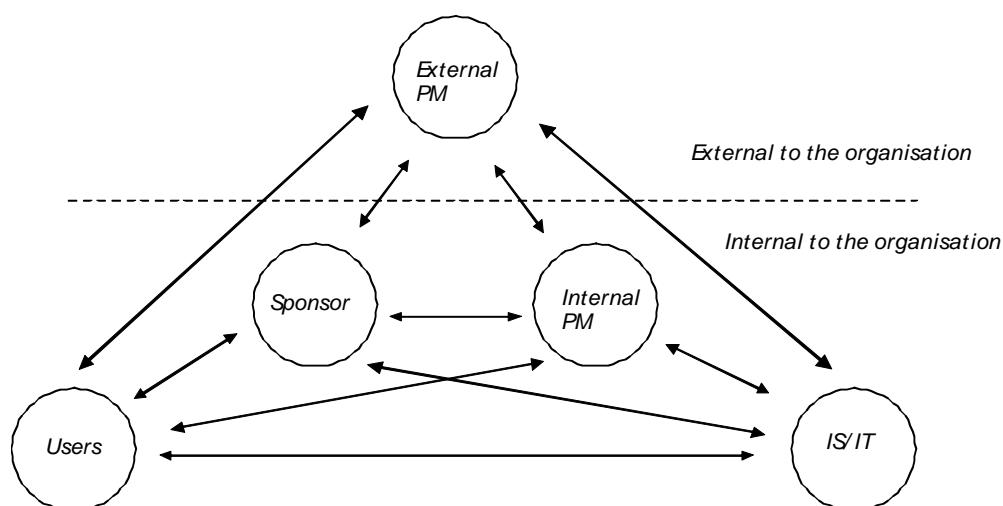 External
PM
External to the organisation
Internal to the organisation
Sponsor
Internal
PM
Users
IS/IT